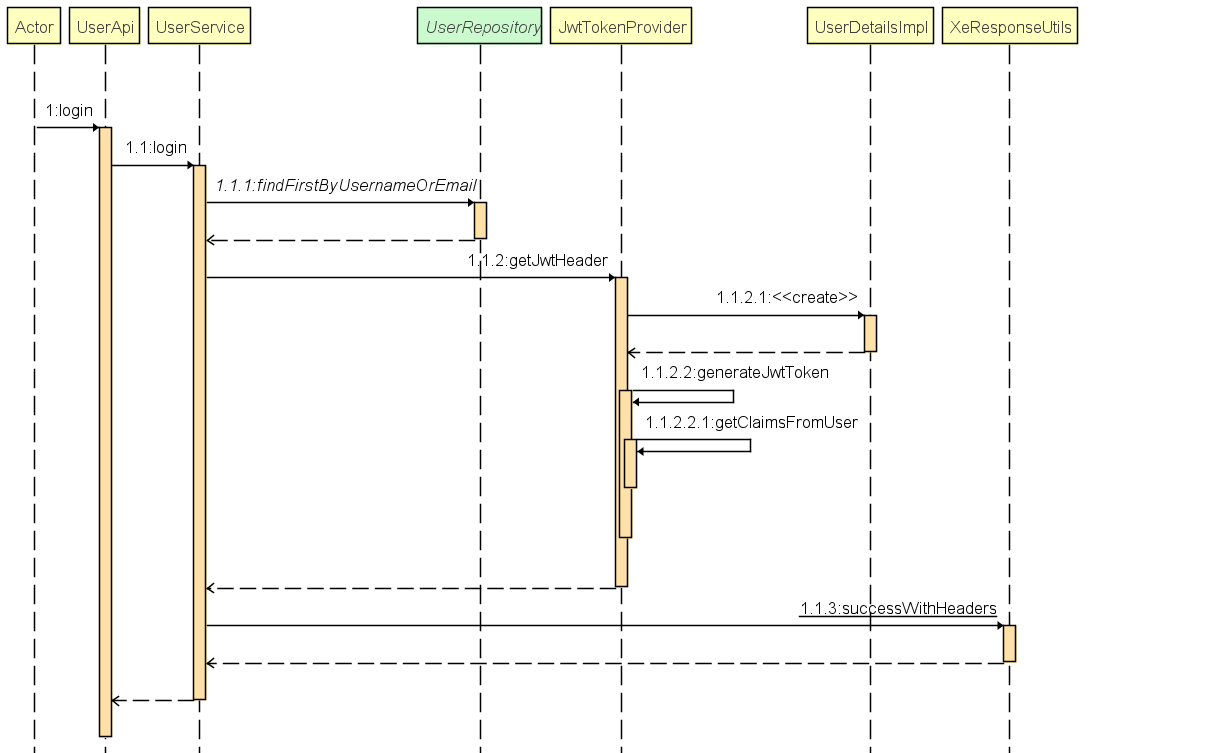 Actor
UserApi
UserService
UserRepository
JwtTokenProvider
UserDetailsImpl
XeResponseUtils
1:login
1.1:login
1.1.1:findFirstByUsernameOrEmail
1.1.2:getJwtHeader
1.1.2.1:<<create>>
1.1.2.2:generateJwtToken
1.1.2.2.1:getClaimsFromUser
1.1.3:successWithHeaders